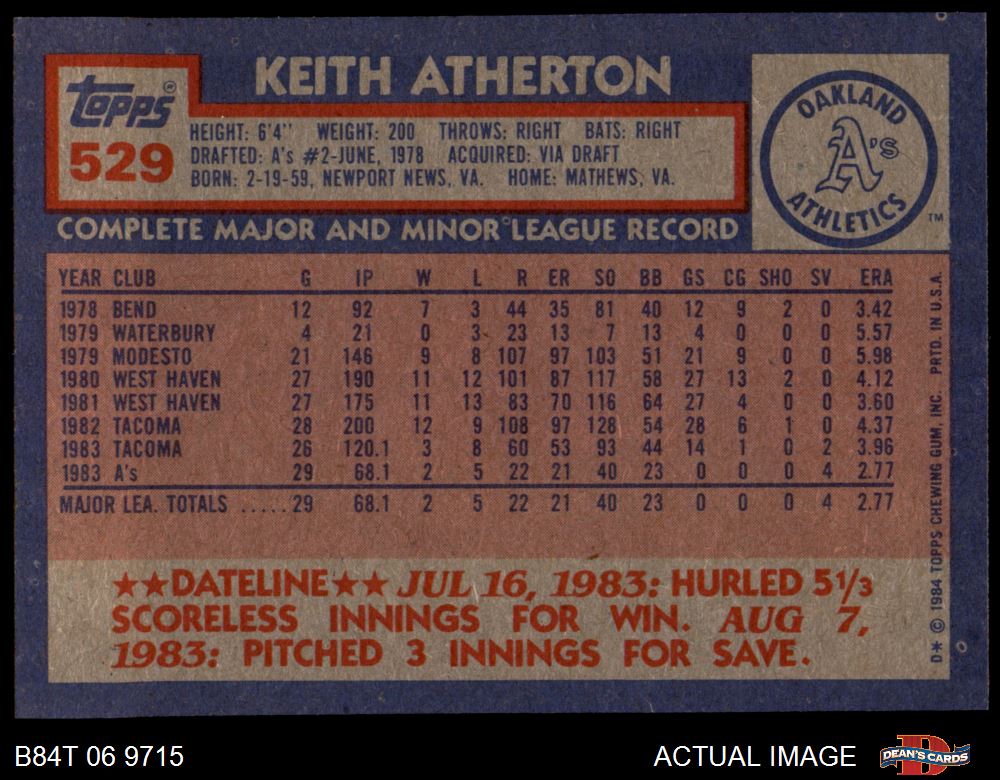 KEITH ATHERTON
topps®
529
HEIGHT: 6'4" WEIGHT: 200 THROWS: RIGHT BATS: RIGHT
DRAFTED: A's #2-JUNE, 1978 ACQUIRED: VIA DRAFT
BORN: 2-19-59, NEWPORT NEWS, VA. HOME: MATHEWS, VA.
OAKLAND
A's
ATHLETICS
™
COMPLETE MAJOR AND MINOR LEAGUE RECORD
YEAR CLUB G IP W L R ER SO BB GS CG SHO SV ERA
1978 BEND 12 92 7 3 44 35 81 40 12 9 2 0 3.42
1979 WATERBURY 4 21 0 3 23 13 7 13 4 0 0 0 5.57
1979 MODESTO 21 146 9 8 107 97 103 51 21 9 0 0 5.98
1980 WEST HAVEN 27 190 11 12 101 87 117 58 27 13 2 0 4.12
1981 WEST HAVEN 27 175 11 13 83 70 116 64 27 4 0 0 3.60
1982 TACOMA 28 200 12 9 108 97 128 54 28 6 1 0 4.37
1983 TACOMA 26 120.1 3 8 60 53 93 44 14 1 0 2 3.96
1983 A's 29 68.1 2 5 22 21 40 23 0 0 0 4 2.77
MAJOR LEA. TOTALS .....29 68.1 2 5 22 21 40 23 0 0 0 4 2.77
★★DATELINE★★ JUL 16, 1983: HURLED 5⅓
SCORELESS INNINGS FOR WIN. AUG 7,
1983: PITCHED 3 INNINGS FOR SAVE.
D* © 1984 TOPPS CHEWING GUM, INC. PRTD. IN U.S.A.
B84T 06 9715
ACTUAL IMAGE
D
DEAN'S CARDS